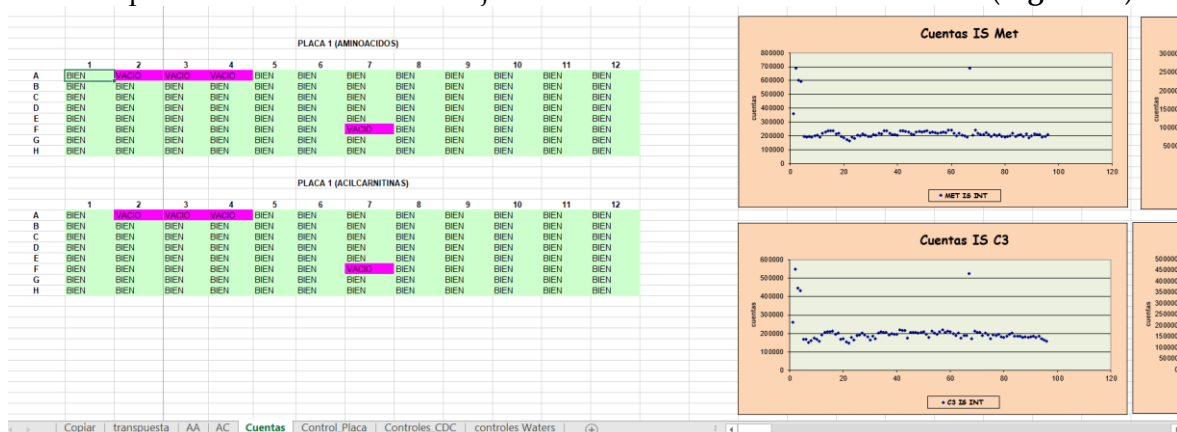 PLACA 1 (AMINOACIDOS)
1 2 3 4 5 6 7 8 9 10 11 12
A BIEN VACIO VACIO VACIO BIEN BIEN BIEN BIEN BIEN BIEN BIEN BIEN
B BIEN BIEN BIEN BIEN BIEN BIEN BIEN BIEN BIEN BIEN BIEN BIEN
C BIEN BIEN BIEN BIEN BIEN BIEN BIEN BIEN BIEN BIEN BIEN BIEN
D BIEN BIEN BIEN BIEN BIEN BIEN BIEN BIEN BIEN BIEN BIEN BIEN
E BIEN BIEN BIEN BIEN BIEN BIEN BIEN BIEN BIEN BIEN BIEN BIEN
F BIEN BIEN BIEN BIEN BIEN BIEN VACIO BIEN BIEN BIEN BIEN BIEN
G BIEN BIEN BIEN BIEN BIEN BIEN BIEN BIEN BIEN BIEN BIEN BIEN
H BIEN BIEN BIEN BIEN BIEN BIEN BIEN BIEN BIEN BIEN BIEN BIEN
PLACA 1 (ACILCARNITINAS)
1 2 3 4 5 6 7 8 9 10 11 12
A BIEN VACIO VACIO VACIO BIEN BIEN BIEN BIEN BIEN BIEN BIEN BIEN
B BIEN BIEN BIEN BIEN BIEN BIEN BIEN BIEN BIEN BIEN BIEN BIEN
C BIEN BIEN BIEN BIEN BIEN BIEN BIEN BIEN BIEN BIEN BIEN BIEN
D BIEN BIEN BIEN BIEN BIEN BIEN BIEN BIEN BIEN BIEN BIEN BIEN
E BIEN BIEN BIEN BIEN BIEN BIEN BIEN BIEN BIEN BIEN BIEN BIEN
F BIEN BIEN BIEN BIEN BIEN BIEN VACIO BIEN BIEN BIEN BIEN BIEN
G BIEN BIEN BIEN BIEN BIEN BIEN BIEN BIEN BIEN BIEN BIEN BIEN
H BIEN BIEN BIEN BIEN BIEN BIEN BIEN BIEN BIEN BIEN BIEN BIEN
Cuentas IS Met
800000
700000
600000
500000
400000
300000
200000
100000
0
cuentas
0 20 40 60 80 100 120
MET IS INT
Cuentas IS C3
600000
500000
400000
300000
200000
100000
0
cuentas
0 20 40 60 80 100 120
C3 IS INT
cuentas
cuentas
Copiar transpuesta AA AC Cuentas Control_Placa Controles_CDC controles Waters